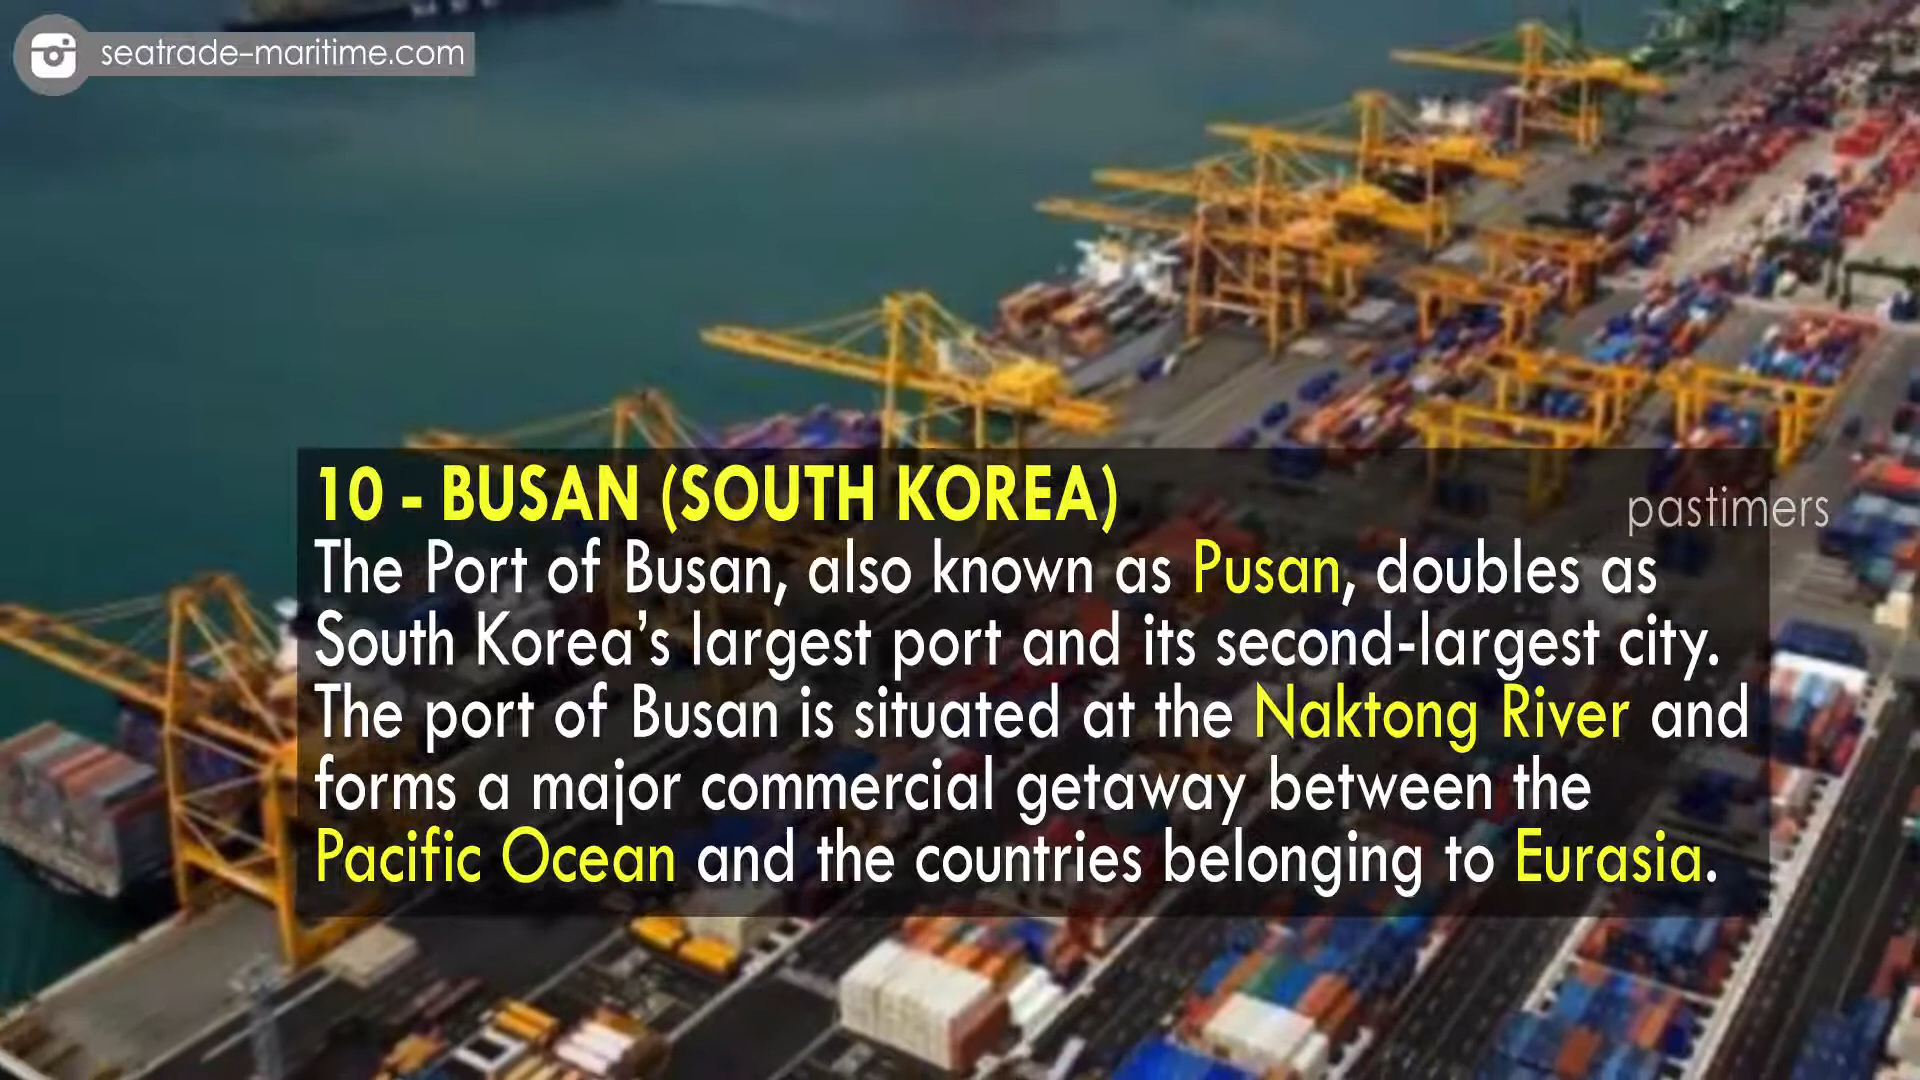 seatrade-maritime.com
10 - BUSAN (SOUTH KOREA)
pastimers
The Port of Busan, also known as Pusan, doubles as
South Korea's largest port and its second-largest city.
The port of Busan is situated at the Naktong River and
forms a major commercial getaway between the
Pacific Ocean and the countries belonging to Eurasia.